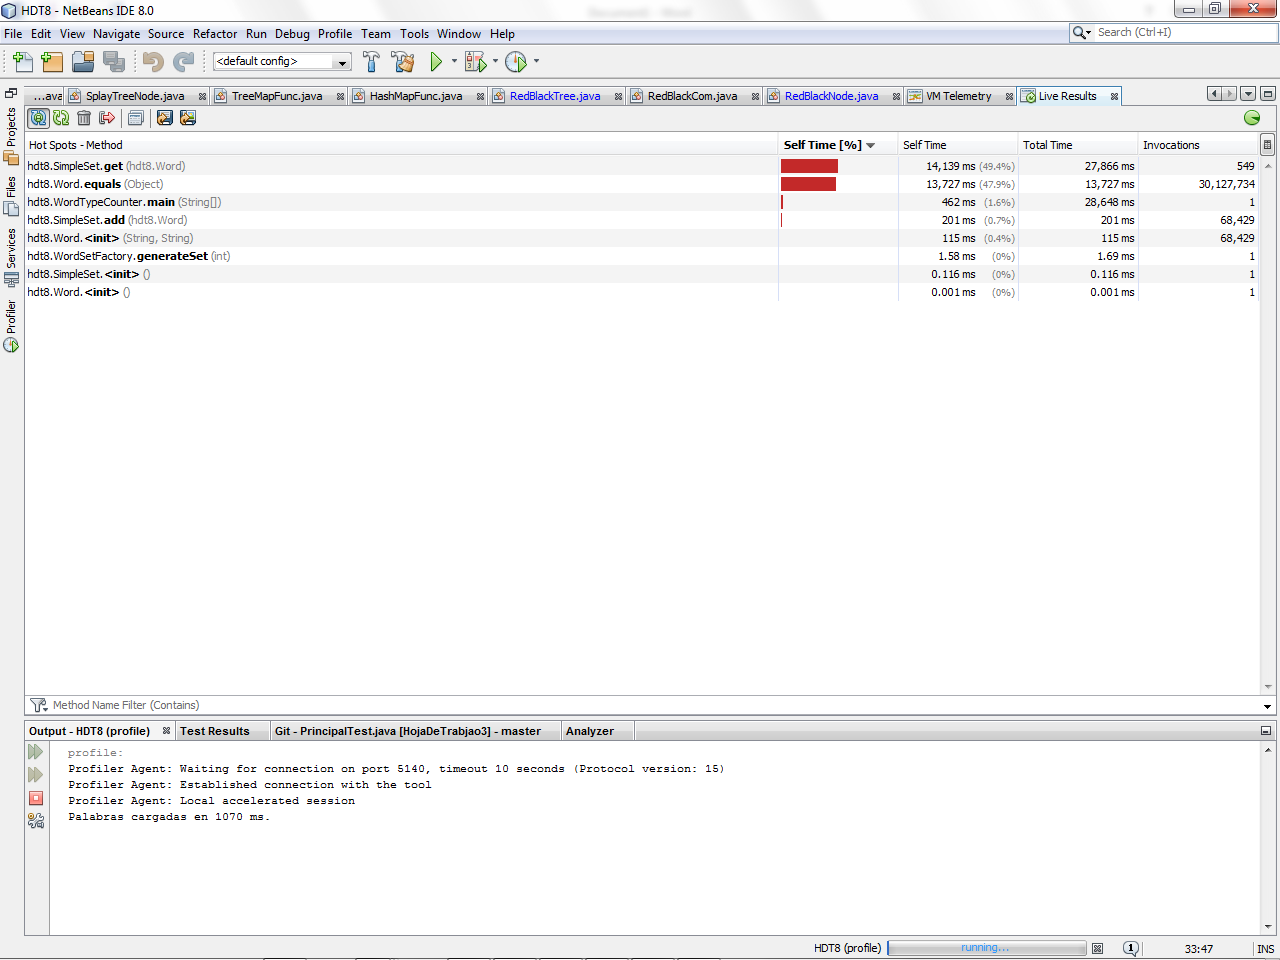 HDT8 - NetBeans IDE 8.0
File Edit View Navigate Source Refactor Run Debug Profile Team Tools Window Help
Search (Ctrl+I)
<default config>
...ava SplayTreeNode.java TreeMapFunc.java HashMapFunc.java RedBlackTree.java RedBlackCom.java RedBlackNode.java VM Telemetry Live Results
Projects
Files
Services
Profiler
Hot Spots - Method Self Time [%] Self Time Total Time Invocations
hdt8.SimpleSet.get (hdt8.Word) 14,139 ms (49.4%) 27,866 ms 549
hdt8.Word.equals (Object) 13,727 ms (47.9%) 13,727 ms 30,127,734
hdt8.WordTypeCounter.main (String[]) 462 ms (1.6%) 28,648 ms 1
hdt8.SimpleSet.add (hdt8.Word) 201 ms (0.7%) 201 ms 68,429
hdt8.Word.<init> (String, String) 115 ms (0.4%) 115 ms 68,429
hdt8.WordSetFactory.generateSet (int) 1.58 ms (0%) 1.69 ms 1
hdt8.SimpleSet.<init> () 0.116 ms (0%) 0.116 ms 1
hdt8.Word.<init> () 0.001 ms (0%) 0.001 ms 1
Method Name Filter (Contains)
Output - HDT8 (profile) Test Results Git - PrincipalTest.java [HojaDeTrabjao3] - master Analyzer
profile:
Profiler Agent: Waiting for connection on port 5140, timeout 10 seconds (Protocol version: 15)
Profiler Agent: Established connection with the tool
Profiler Agent: Local accelerated session
Palabras cargadas en 1070 ms.
HDT8 (profile) running... 1 33:47 INS